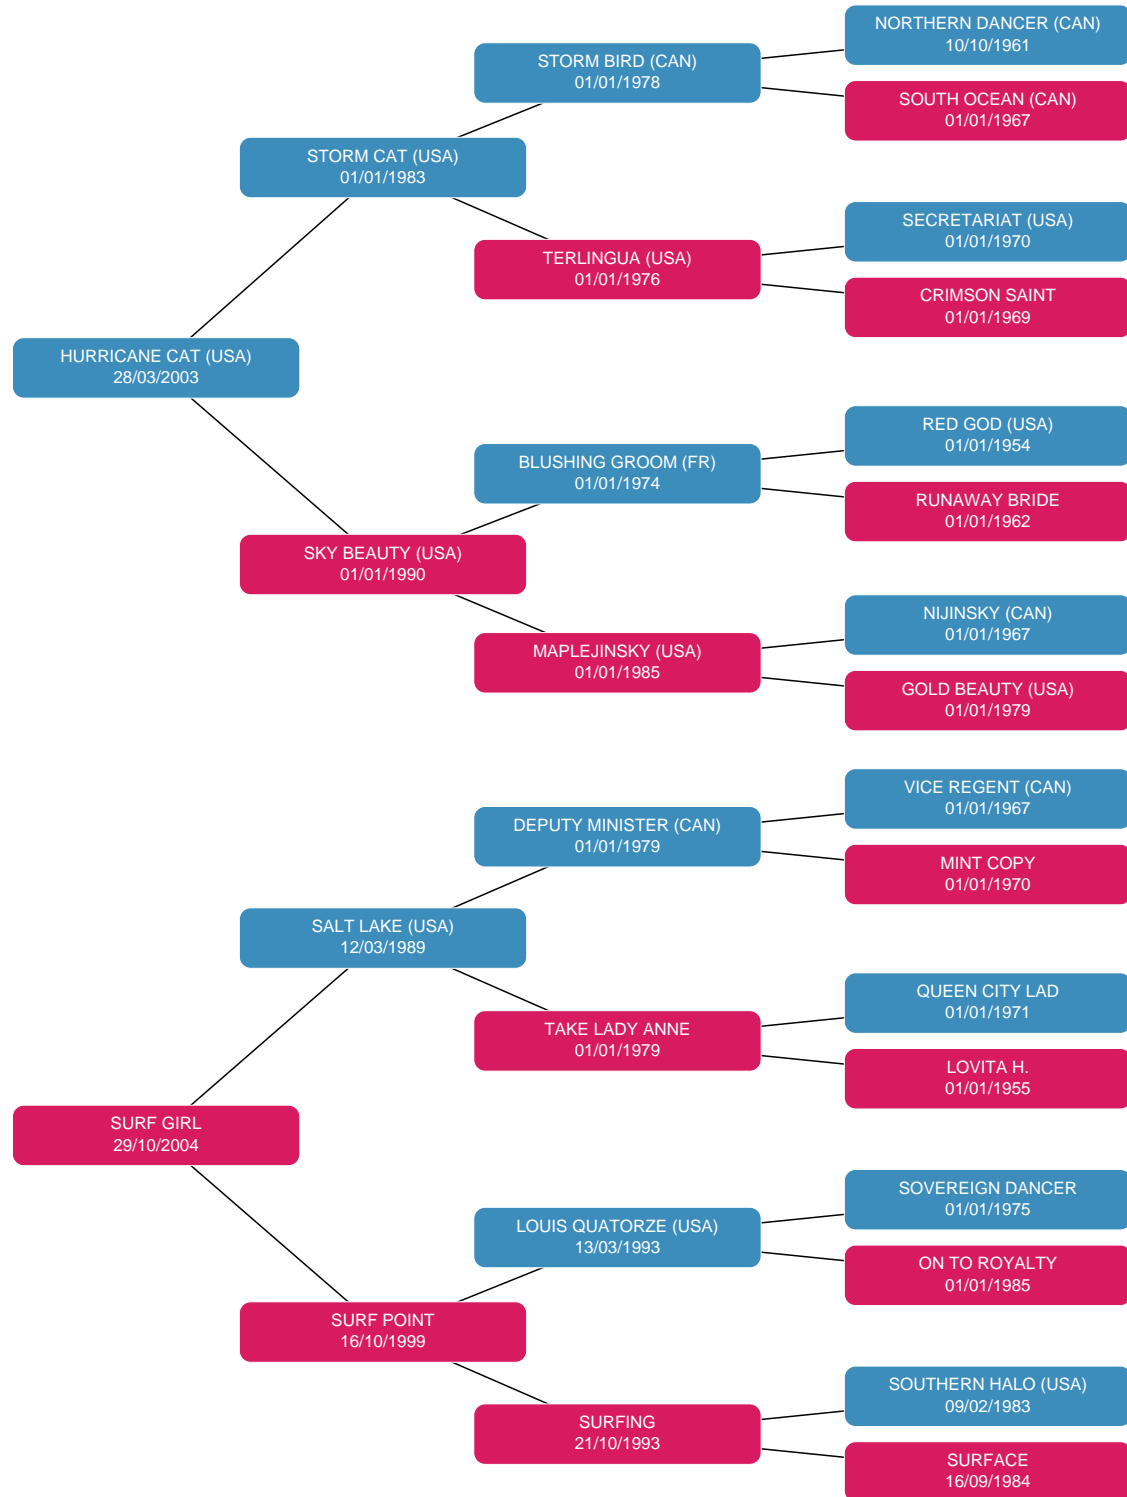 NORTHERN DANCER (CAN)
10/10/1961
STORM BIRD (CAN)
01/01/1978
SOUTH OCEAN (CAN)
01/01/1967
STORM CAT (USA)
01/01/1983
SECRETARIAT (USA)
01/01/1970
TERLINGUA (USA)
01/01/1976
CRIMSON SAINT
01/01/1969
HURRICANE CAT (USA)
28/03/2003
RED GOD (USA)
01/01/1954
BLUSHING GROOM (FR)
01/01/1974
RUNAWAY BRIDE
01/01/1962
SKY BEAUTY (USA)
01/01/1990
NIJINSKY (CAN)
01/01/1967
MAPLEJINSKY (USA)
01/01/1985
GOLD BEAUTY (USA)
01/01/1979
VICE REGENT (CAN)
01/01/1967
DEPUTY MINISTER (CAN)
01/01/1979
MINT COPY
01/01/1970
SALT LAKE (USA)
12/03/1989
QUEEN CITY LAD
01/01/1971
TAKE LADY ANNE
01/01/1979
LOVITA H.
01/01/1955
SURF GIRL
29/10/2004
SOVEREIGN DANCER
01/01/1975
LOUIS QUATORZE (USA)
13/03/1993
ON TO ROYALTY
01/01/1985
SURF POINT
16/10/1999
SOUTHERN HALO (USA)
09/02/1983
SURFING
21/10/1993
SURFACE
16/09/1984